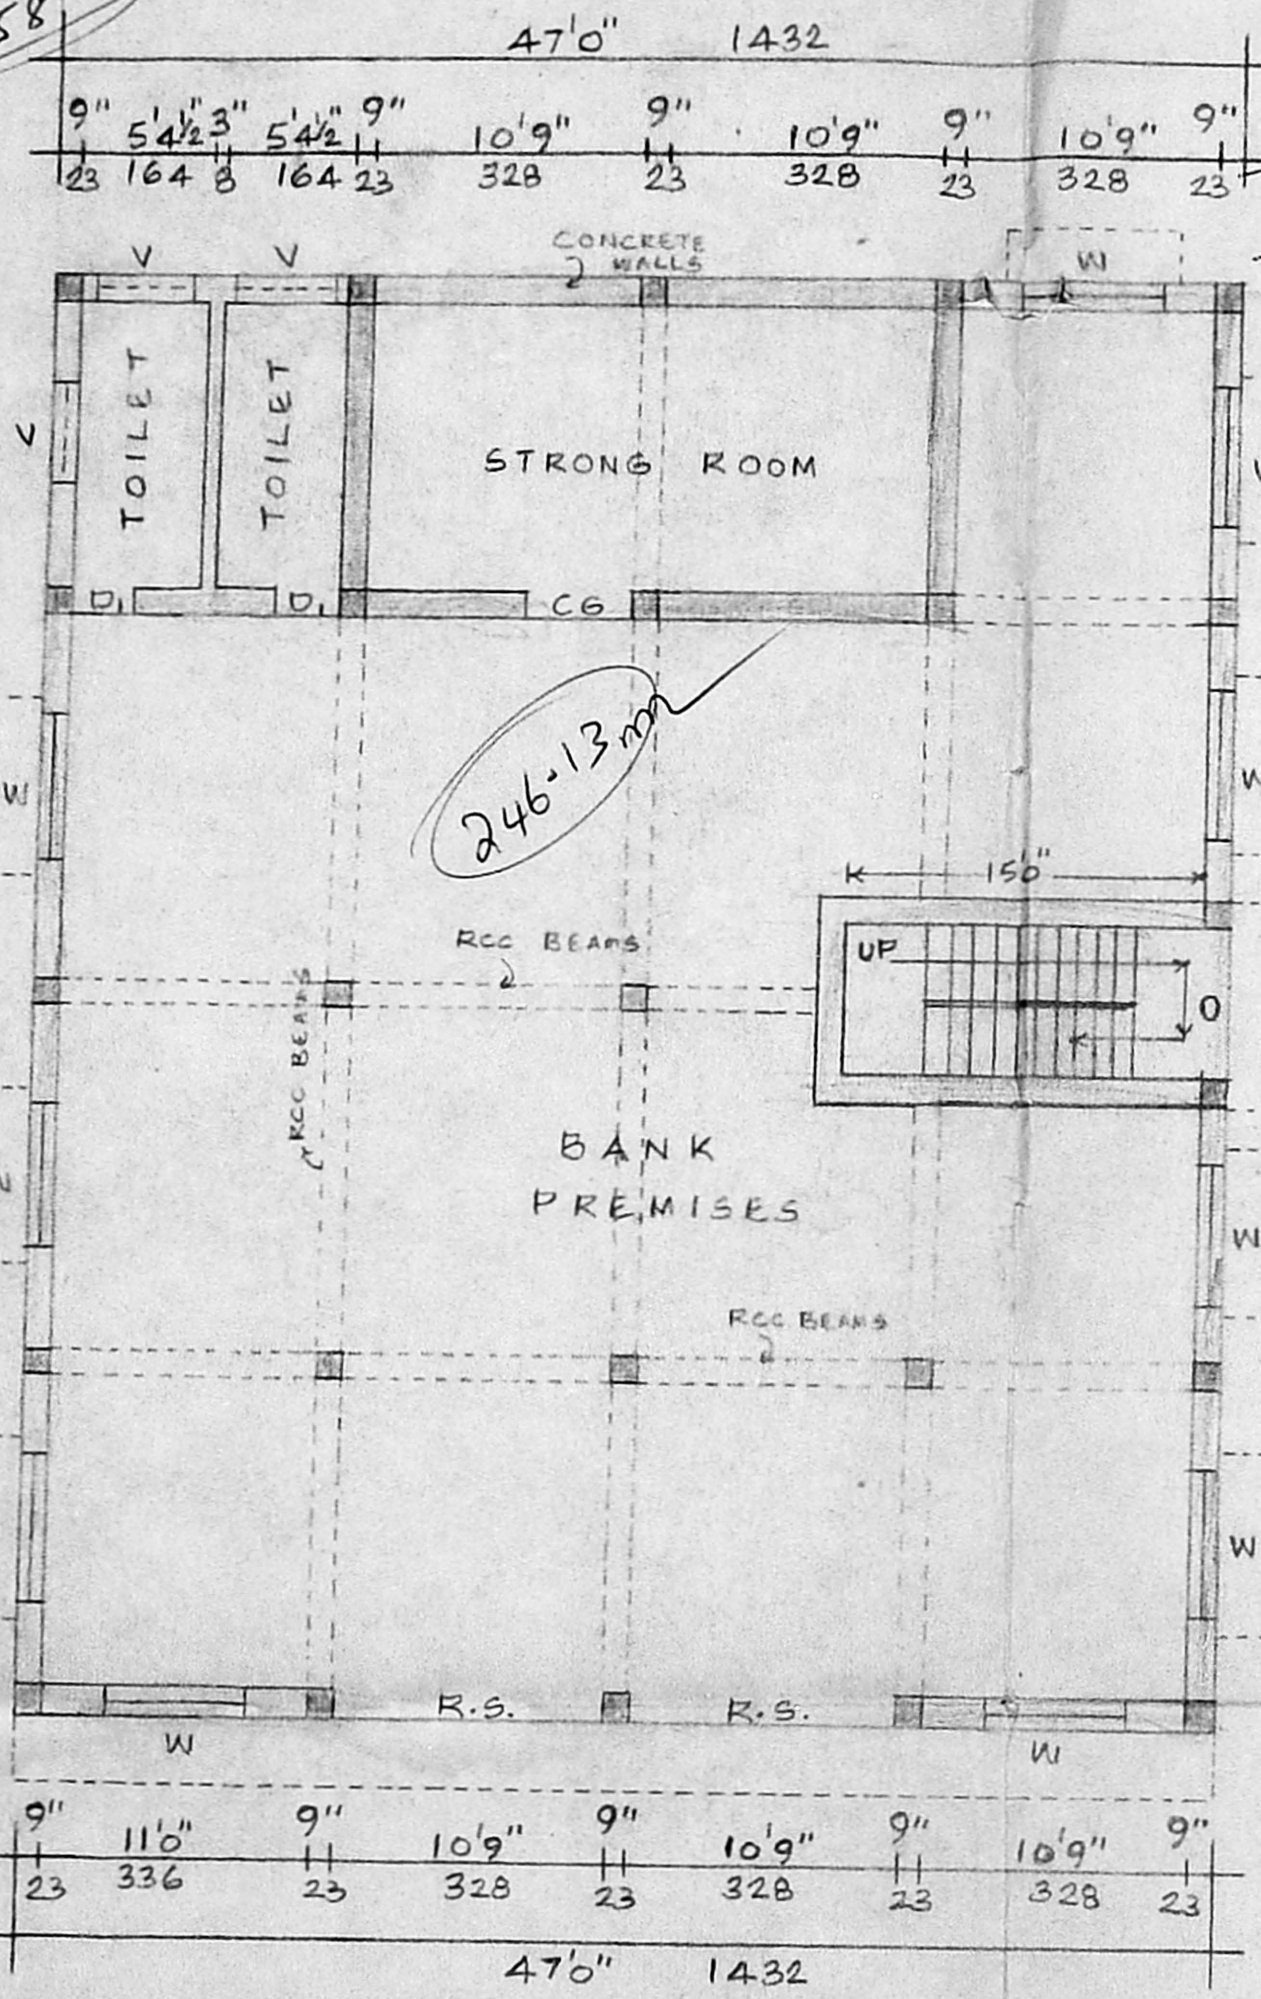 58
47'0" 1432
9" 5'4½" 3" 5'4½" 9" 10'9" 9" 10'9" 9" 10'9" 9"
23 164 8 164 23 328 23 328 23 328 23
V V CONCRETE WALLS W
V
TOILET TOILET STRONG ROOM
D₁ D₁ CG
246.13 m
W W
15'0"
RCC BEAMS UP
RCC BEAMS O
BANK
PREMISES
W
RCC BEAMS
W
R.S. R.S.
W W
9" 11'0" 9" 10'9" 9" 10'9" 9" 10'9" 9"
23 336 23 328 23 328 23 328 23
47'0" 1432